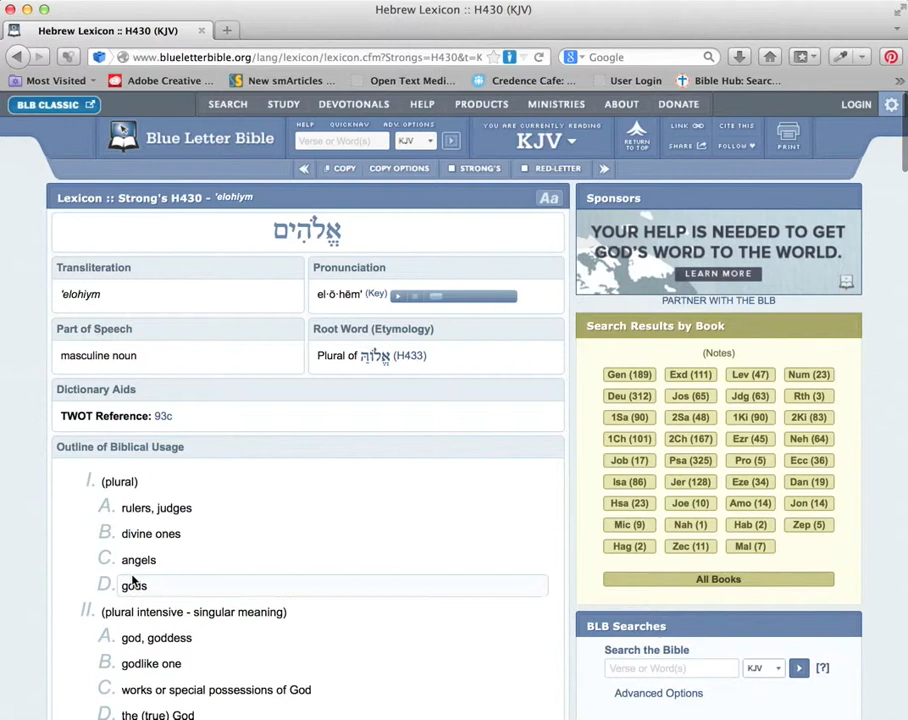 Hebrew Lexicon :: H430 (KJV)
Hebrew Lexicon :: H430 (KJV)
www.blueletterbible.org/lang/lexicon/lexicon.cfm?Strongs=H430&t=K
Google
Most Visited
Adobe Creative ...
New smArticles ...
Open Text Medi...
Credence Cafe: ...
User Login
Bible Hub: Searc...
BLB CLASSIC
SEARCH STUDY DEVOTIONALS HELP PRODUCTS MINISTRIES ABOUT DONATE LOGIN
Blue Letter Bible
HELP QUICKNAV ADV. OPTIONS
Verse or Word(s) KJV
YOU ARE CURRENTLY READING
KJV
RETURN TO TOP
LINK
CITE THIS
SHARE
FOLLOW
PRINT
COPY COPY OPTIONS STRONG'S RED-LETTER
Lexicon :: Strong's H430 - 'elohiym
Aa
אֱלֹהִים
Transliteration
'elohiym
Pronunciation
el·ō·hēm' (Key)
Part of Speech
masculine noun
Root Word (Etymology)
Plural of אֱלוֹהַּ (H433)
Dictionary Aids
TWOT Reference: 93c
Outline of Biblical Usage
I. (plural)
A. rulers, judges
B. divine ones
C. angels
D. gods
II. (plural intensive - singular meaning)
A. god, goddess
B. godlike one
C. works or special possessions of God
D. the (true) God
Sponsors
YOUR HELP IS NEEDED TO GET
GOD'S WORD TO THE WORLD.
LEARN MORE
PARTNER WITH THE BLB
Search Results by Book
(Notes)
Gen (189) Exd (111) Lev (47) Num (23)
Deu (312) Jos (65) Jdg (63) Rth (3)
1Sa (90) 2Sa (48) 1Ki (90) 2Ki (83)
1Ch (101) 2Ch (167) Ezr (45) Neh (64)
Job (17) Psa (325) Pro (5) Ecc (36)
Isa (86) Jer (128) Eze (34) Dan (19)
Hsa (23) Joe (10) Amo (14) Jon (14)
Mic (9) Nah (1) Hab (2) Zep (5)
Hag (2) Zec (11) Mal (7)
All Books
BLB Searches
Search the Bible
Verse or Word(s) KJV [?]
Advanced Options